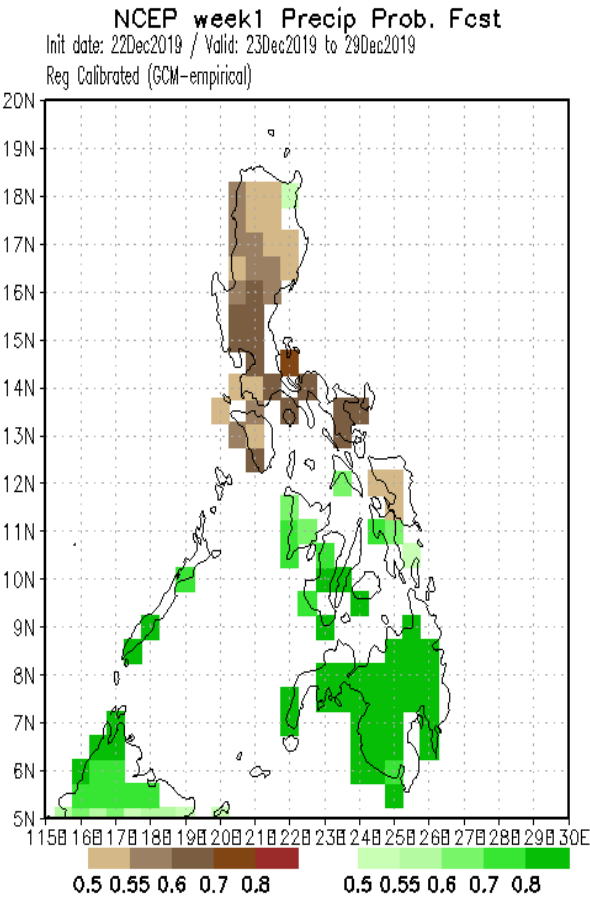 NCEP week1 Precip Prob. Fcst
Init date: 22Dec2019 / Valid: 23Dec2019 to 29Dec2019
Reg Calibrated (GCM-empirical)
20N
19N
18N
17N
16N
15N
14N
13N
12N
11N
10N
9N
8N
7N
6N
5N
115E 116E 117E 118E 119E 120E 121E 122E 123E 124E 125E 126E 127E 128E 129E 130E
0.5 0.55 0.6 0.7 0.8 0.5 0.55 0.6 0.7 0.8